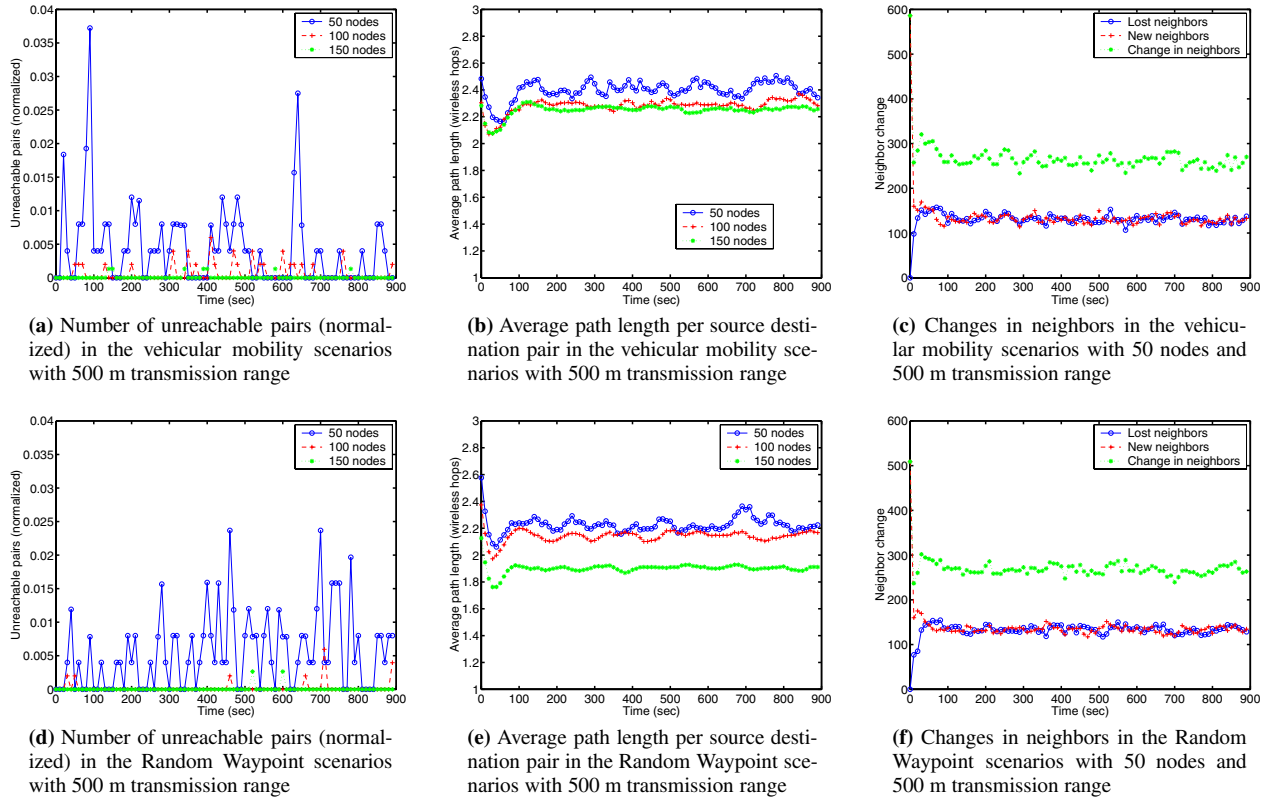 0.04
0.035
0.03
0.025
0.02
0.015
0.01
0.005
0
Unreachable pairs (normalized)
50 nodes
100 nodes
150 nodes
0 100 200 300 400 500 600 700 800 900
Time (sec)
(a) Number of unreachable pairs (normal-
ized) in the vehicular mobility scenarios
with 500 m transmission range
3
2.8
2.6
2.4
2.2
2
1.8
1.6
1.4
1.2
1
Average path length (wireless hops)
50 nodes
100 nodes
150 nodes
0 100 200 300 400 500 600 700 800 900
Time (sec)
(b) Average path length per source desti-
nation pair in the vehicular mobility sce-
narios with 500 m transmission range
600
500
400
300
200
100
0
Neighbor change
Lost neighbors
New neighbors
Change in neighbors
0 100 200 300 400 500 600 700 800 900
Time (sec)
(c) Changes in neighbors in the vehicu-
lar mobility scenarios with 50 nodes and
500 m transmission range
0.04
0.035
0.03
0.025
0.02
0.015
0.01
0.005
0
Unreachable pairs (normalized)
50 nodes
100 nodes
150 nodes
0 100 200 300 400 500 600 700 800 900
Time (sec)
(d) Number of unreachable pairs (normal-
ized) in the Random Waypoint scenarios
with 500 m transmission range
3
2.8
2.6
2.4
2.2
2
1.8
1.6
1.4
1.2
1
Average path length (wireless hops)
50 nodes
100 nodes
150 nodes
0 100 200 300 400 500 600 700 800 900
Time (sec)
(e) Average path length per source desti-
nation pair in the Random Waypoint sce-
narios with 500 m transmission range
600
500
400
300
200
100
0
Neighbor change
Lost neighbors
New neighbors
Change in neighbors
0 100 200 300 400 500 600 700 800 900
Time (sec)
(f) Changes in neighbors in the Random
Waypoint scenarios with 50 nodes and
500 m transmission range